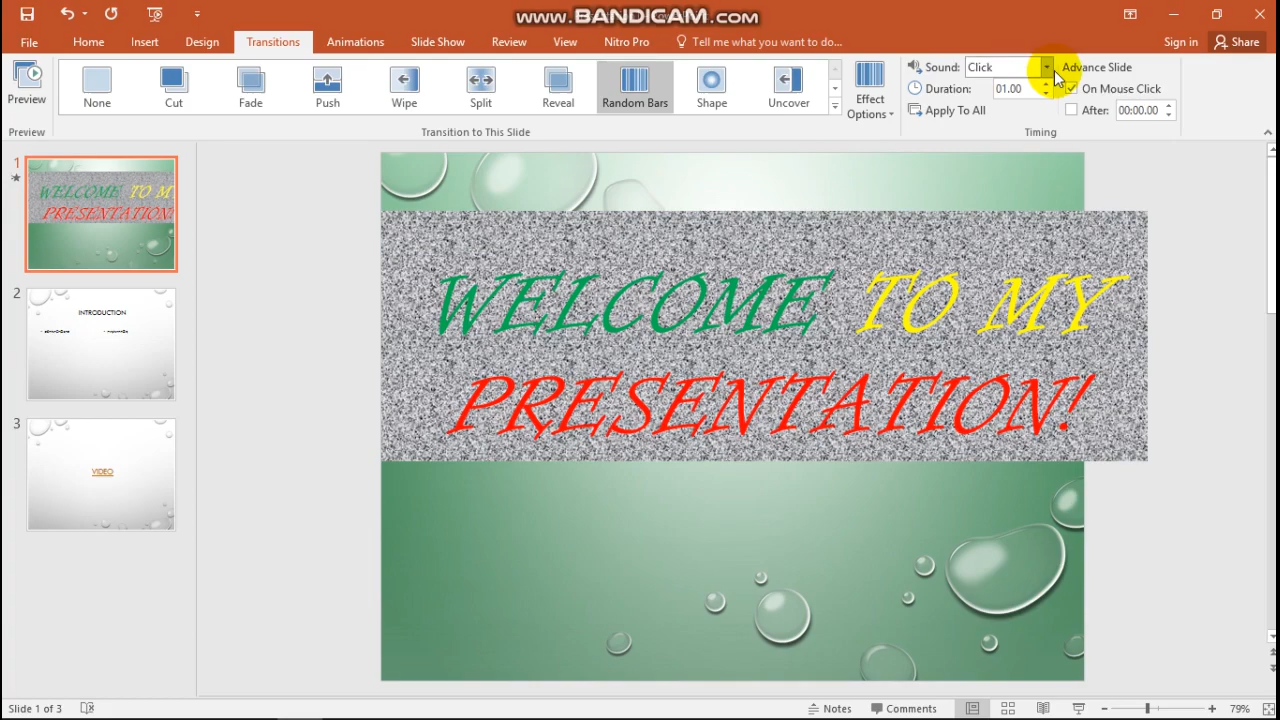 www.BANDICAM.com
File Home Insert Design Transitions Animations Slide Show Review View Nitro Pro Tell me what you want to do... Sign in Share
Preview None Cut Fade Push Wipe Split Reveal Random Bars Shape Uncover Effect Options
Sound: Click Advance Slide
Duration: 01.00 On Mouse Click
Apply To All After: 00:00.00
Preview Transition to This Slide Timing
1
WELCOME TO M
PRESENTATION!
2
INTRODUCTION
3
VIDEO
WELCOME TO MY
PRESENTATION!
Slide 1 of 3 Notes Comments 79%